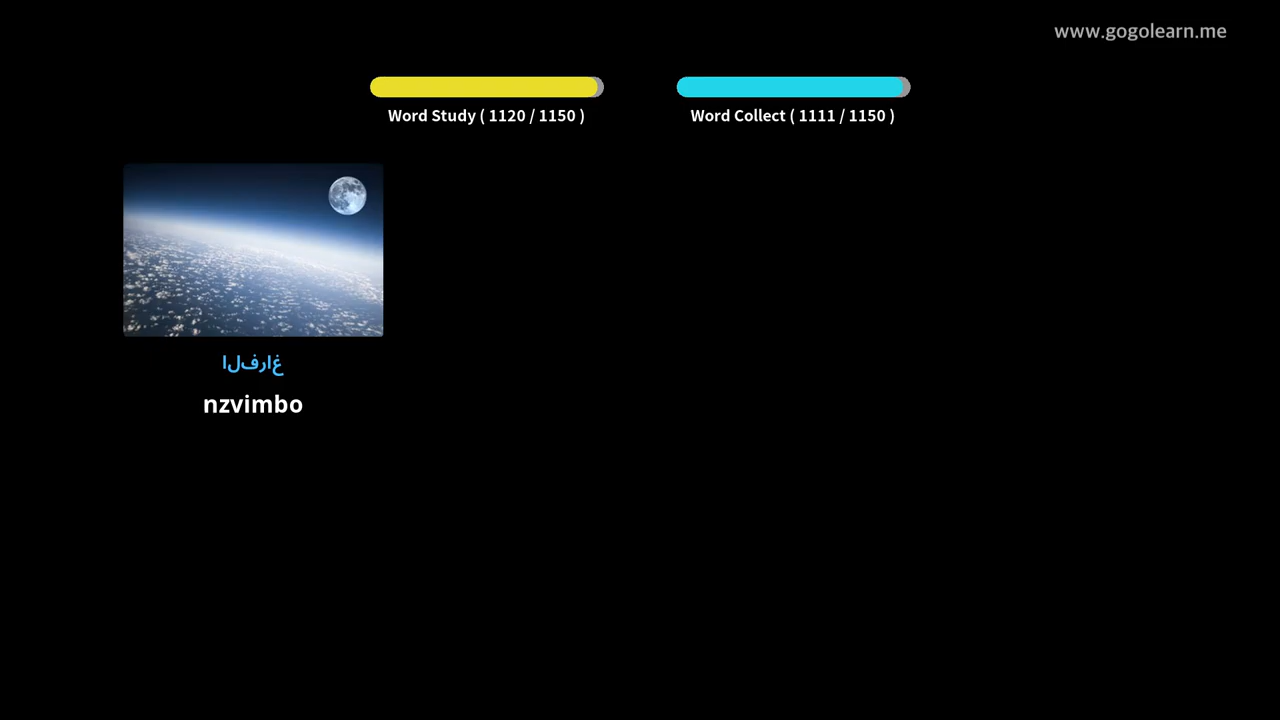 www.gogolearn.me
Word Study ( 1120 / 1150 )
Word Collect ( 1111 / 1150 )
الفراغ
nzvimbo